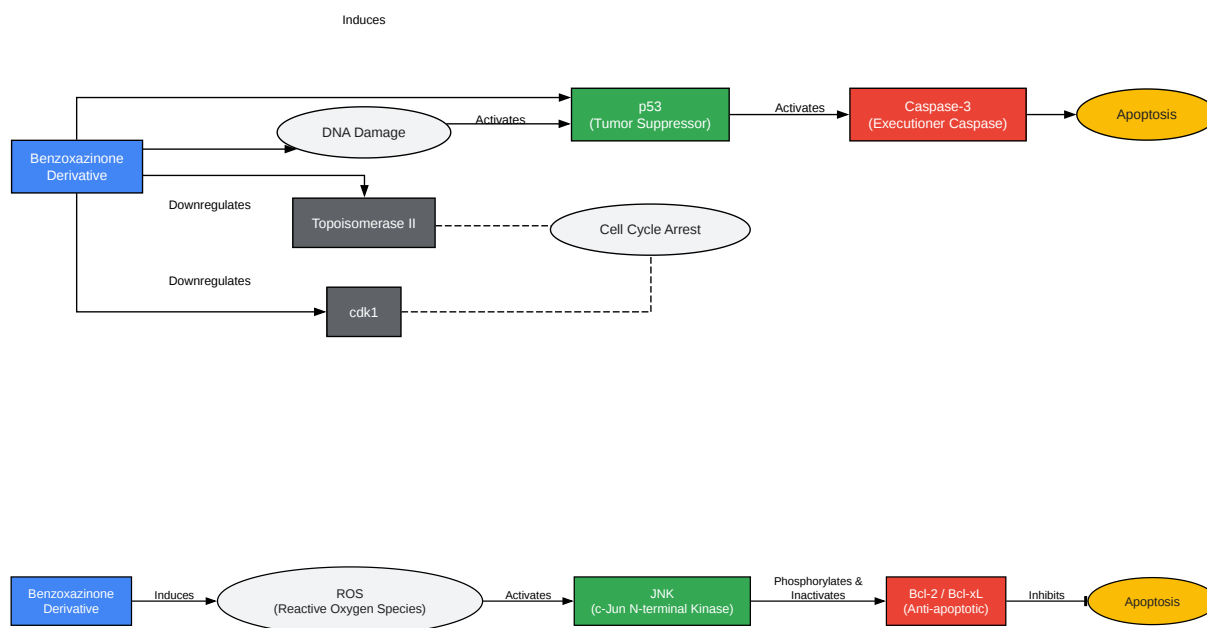 Induces
p53
(Tumor Suppressor)
Activates
Caspase-3
(Executioner Caspase)
Apoptosis
DNA Damage
Activates
Benzoxazinone
Derivative
Downregulates
Topoisomerase II
Cell Cycle Arrest
Downregulates
cdk1
Benzoxazinone
Derivative
Induces
ROS
(Reactive Oxygen Species)
Activates
JNK
(c-Jun N-terminal Kinase)
Phosphorylates &
Inactivates
Bcl-2 / Bcl-xL
(Anti-apoptotic)
Inhibits
Apoptosis